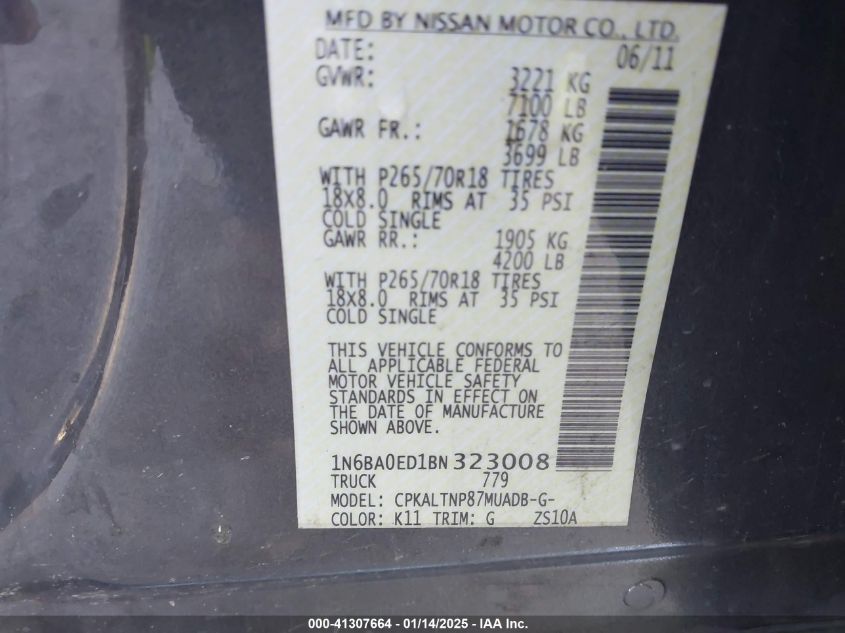 MFD BY NISSAN MOTOR CO., LTD.
DATE: 06/11
GVWR: 3221 KG
7100 LB
GAWR FR.: 1678 KG
3699 LB
WITH P265/70R18 TIRES
18X8.0 RIMS AT 35 PSI
COLD SINGLE
GAWR RR.: 1905 KG
4200 LB
WITH P265/70R18 TIRES
18X8.0 RIMS AT 35 PSI
COLD SINGLE
THIS VEHICLE CONFORMS TO
ALL APPLICABLE FEDERAL
MOTOR VEHICLE SAFETY
STANDARDS IN EFFECT ON
THE DATE OF MANUFACTURE
SHOWN ABOVE.
1N6BA0ED1BN 323008
TRUCK 779
MODEL: CPKALTNP87MUADB-G-
COLOR: K11 TRIM: G ZS10A
000-41307664 - 01/14/2025 - IAA Inc.